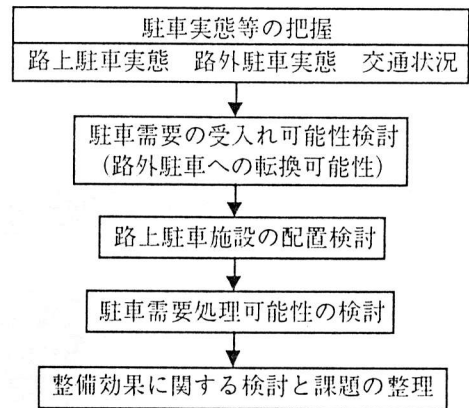 駐車実態等の把握
路上駐車実態 路外駐車実態 交通状況
駐車需要の受入れ可能性検討
(路外駐車への転換可能性)
路上駐車施設の配置検討
駐車需要処理可能性の検討
整備効果に関する検討と課題の整理